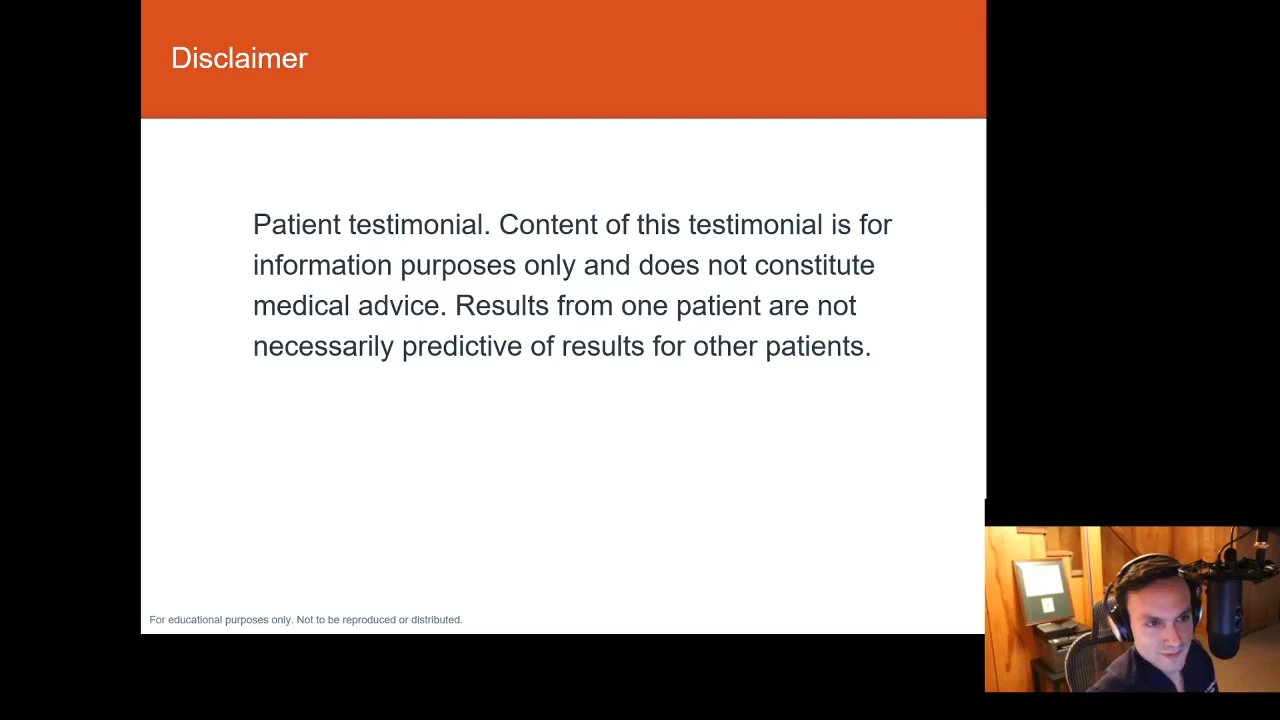 Disclaimer
Patient testimonial. Content of this testimonial is for
information purposes only and does not constitute
medical advice. Results from one patient are not
necessarily predictive of results for other patients.
For educational purposes only. Not to be reproduced or distributed.